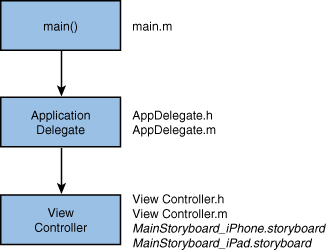 main()
main.m
Application
Delegate
AppDelegate.h
AppDelegate.m
View
Controller
View Controller.h
View Controller.m
MainStoryboard_iPhone.storyboard
MainStoryboard_iPad.storyboard